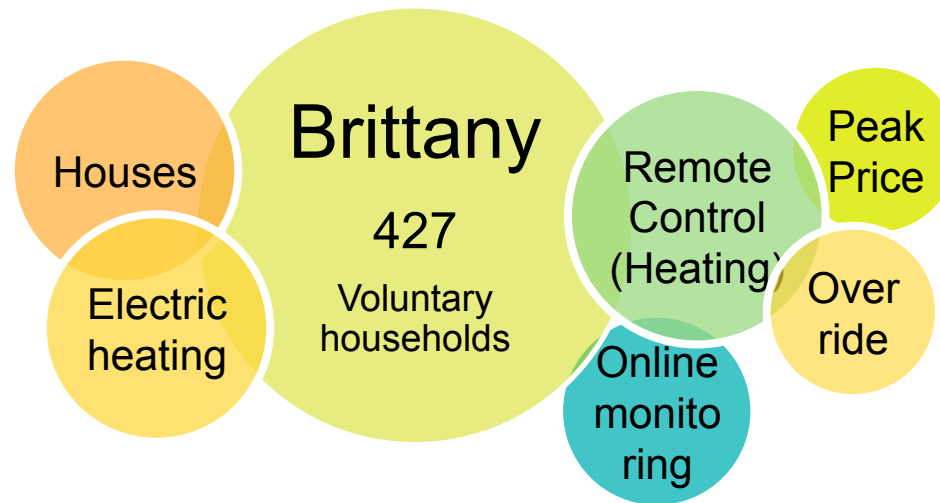 Houses
Electric
heating
Brittany
427
Voluntary
households
Remote
Control
(Heating)
Peak
Price
Over
ride
Online
monito
ring